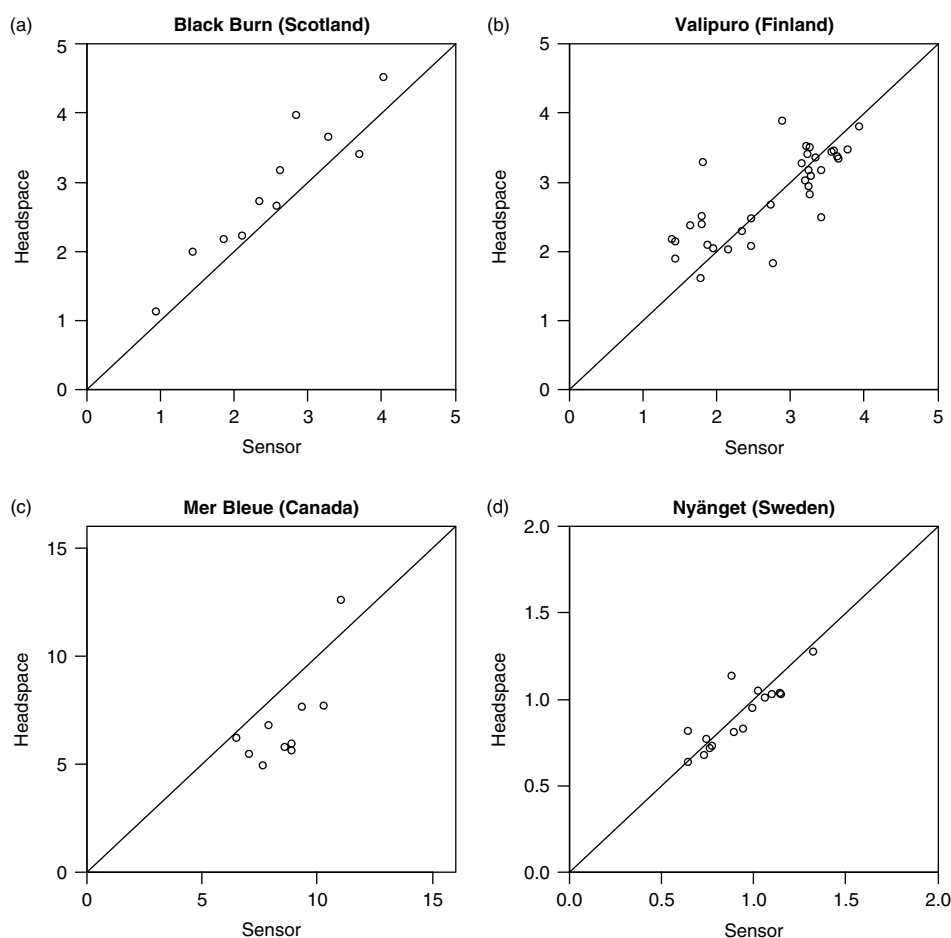 (a) Black Burn (Scotland)
5
4
3
2
1
0
Headspace
0 1 2 3 4 5
Sensor
(b) Valipuro (Finland)
5
4
3
2
1
0
Headspace
0 1 2 3 4 5
Sensor
(c) Mer Bleue (Canada)
15
10
5
0
Headspace
0 5 10 15
Sensor
(d) Nyänget (Sweden)
2.0
1.5
1.0
0.5
0.0
Headspace
0.0 0.5 1.0 1.5 2.0
Sensor